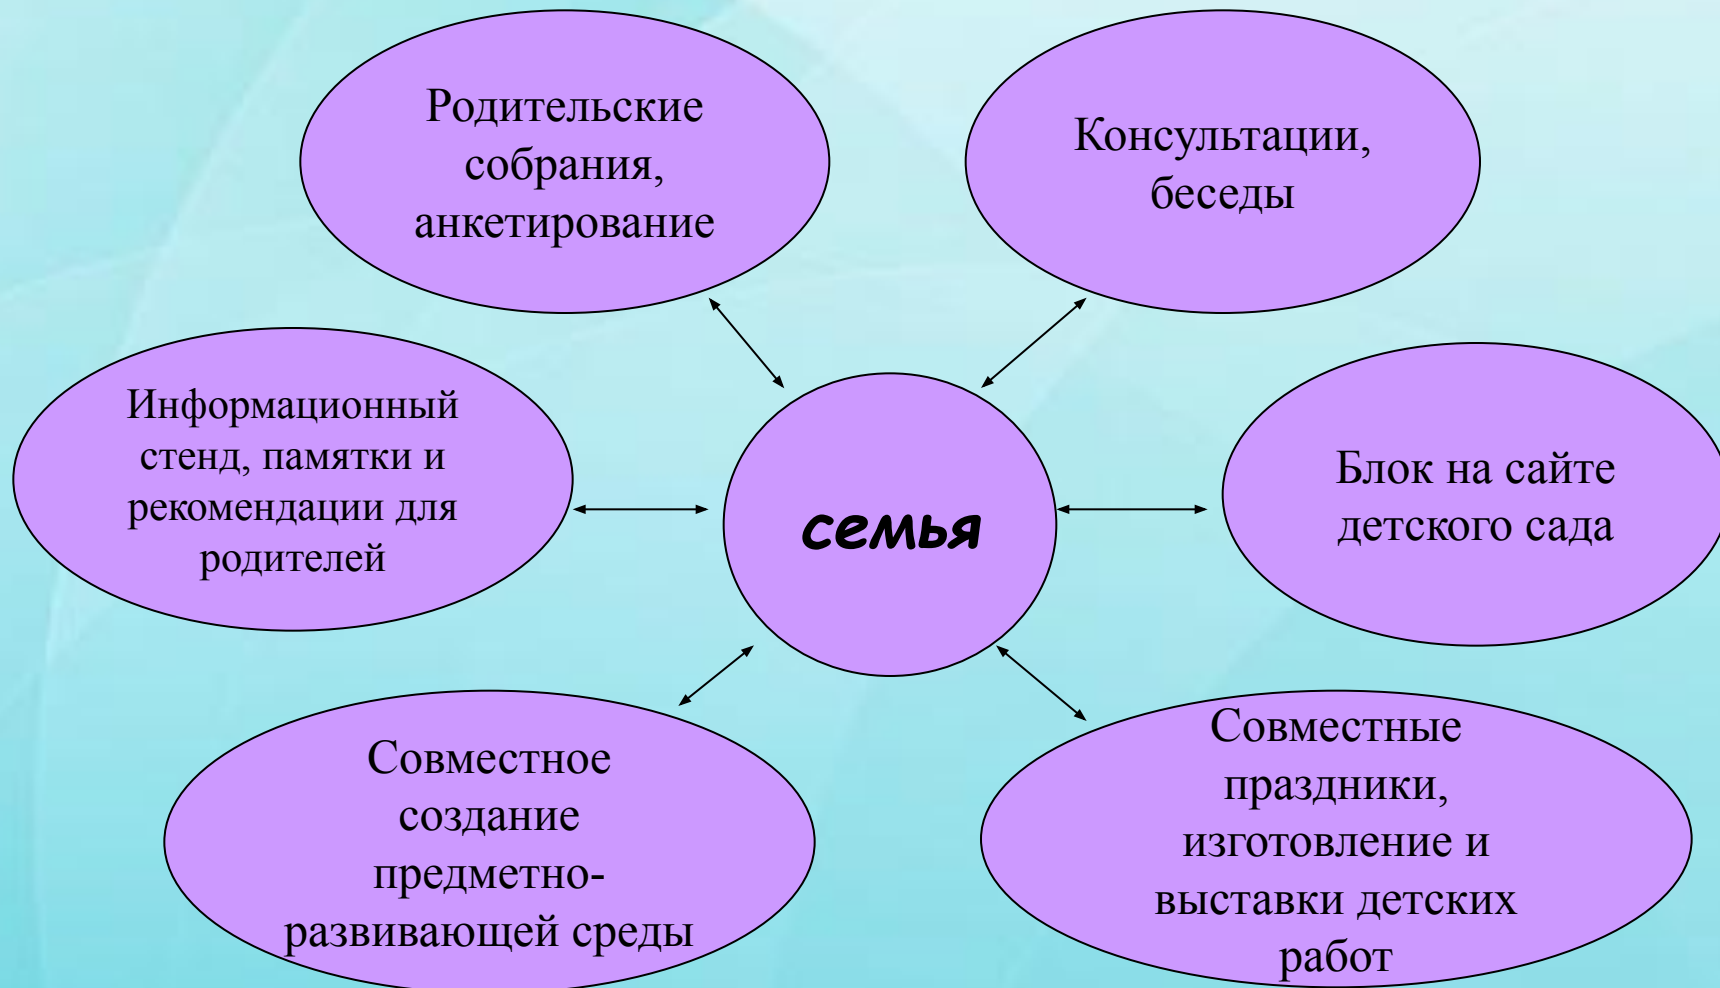 Родительские
собрания,
анкетирование
Консультации,
беседы
Информационный
стенд, памятки и
рекомендации для
родителей
семья
Блок на сайте
детского сада
Совместное
создание
предметно-
развивающей среды
Совместные
праздники,
изготовление и
выставки детских
работ